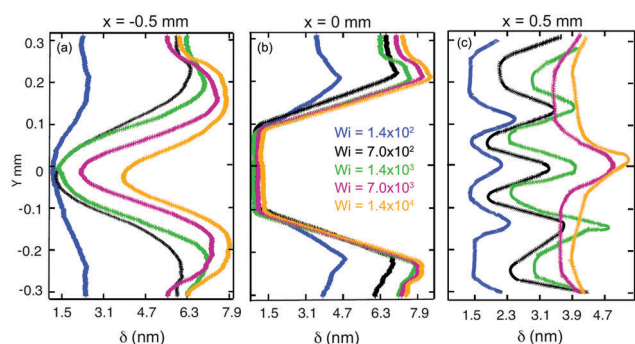 x = -0.5 mm
x = 0 mm
x = 0.5 mm
(a)
(b)
(c)
0.3
0.2
0.1
0
-0.1
-0.2
-0.3
Y mm
Wi = 1.4x10²
Wi = 7.0x10²
Wi = 1.4x10³
Wi = 7.0x10³
Wi = 1.4x10⁴
1.5 3.1 4.7 6.3 7.9
1.5 3.1 4.7 6.3 7.9
1.5 2.3 3.1 3.9 4.7
δ (nm)
δ (nm)
δ (nm)